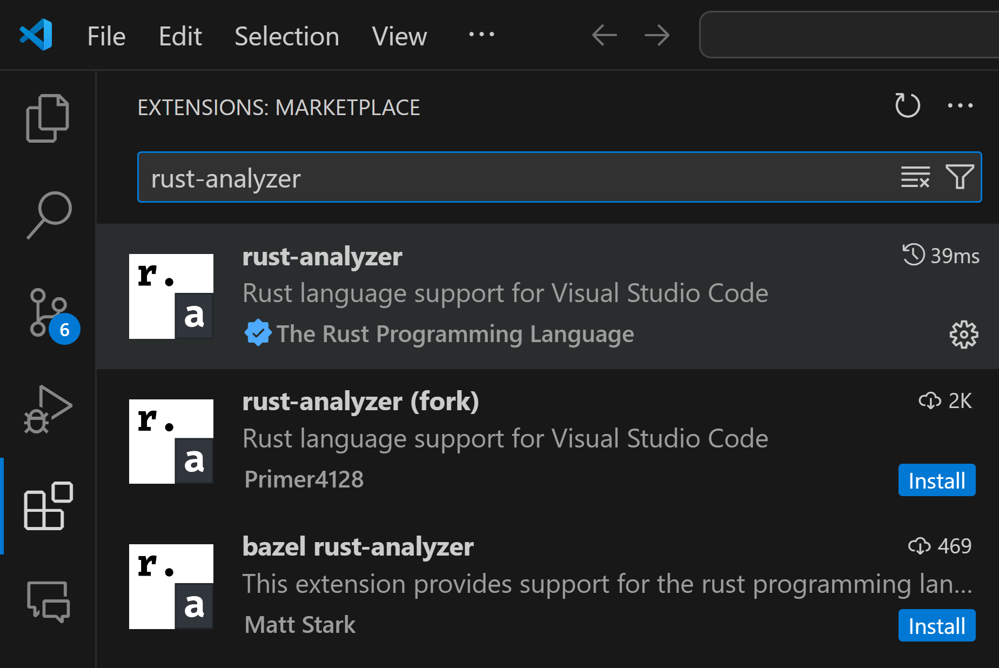 File Edit Selection View ···
EXTENSIONS: MARKETPLACE ···
rust-analyzer
r.
a
rust-analyzer 39ms
Rust language support for Visual Studio Code
The Rust Programming Language
6
r.
a
rust-analyzer (fork) 2K
Rust language support for Visual Studio Code
Primer4128 Install
r.
a
bazel rust-analyzer 469
This extension provides support for the rust programming lan...
Matt Stark Install